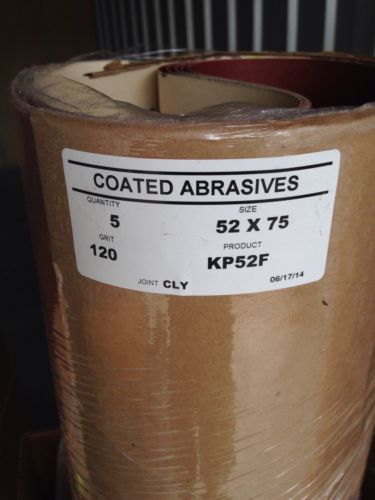 COATED ABRASIVES
QUANTITY SIZE
5 52 X 75
GRIT PRODUCT
120 KP52F
JOINT CLY 06/17/14